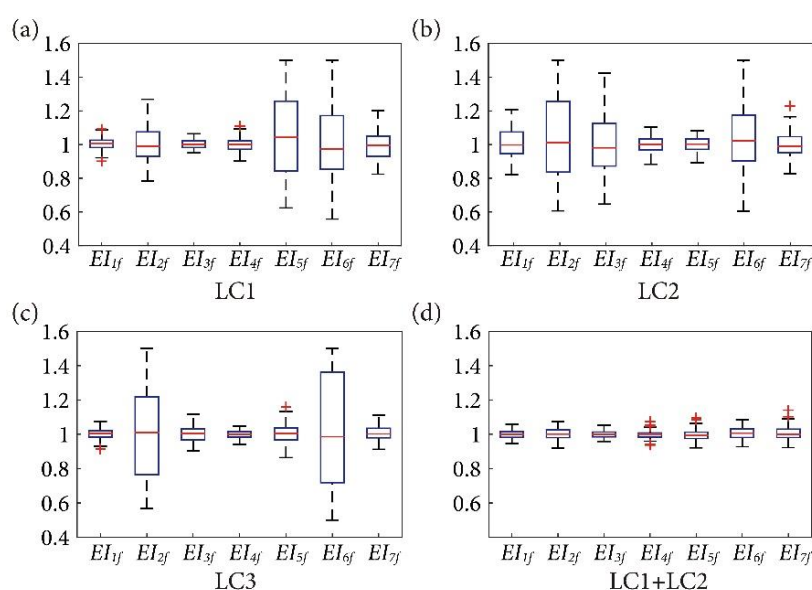 (a)
1.6
1.4
1.2
1
0.8
0.6
0.4
EI1f EI2f EI3f EI4f EI5f EI6f EI7f
LC1
(b)
1.6
1.4
1.2
1
0.8
0.6
0.4
EI1f EI2f EI3f EI4f EI5f EI6f EI7f
LC2
(c)
1.6
1.4
1.2
1
0.8
0.6
0.4
EI1f EI2f EI3f EI4f EI5f EI6f EI7f
LC3
(d)
1.6
1.4
1.2
1
0.8
0.6
EI1f EI2f EI3f EI4f EI5f EI6f EI7f
LC1+LC2